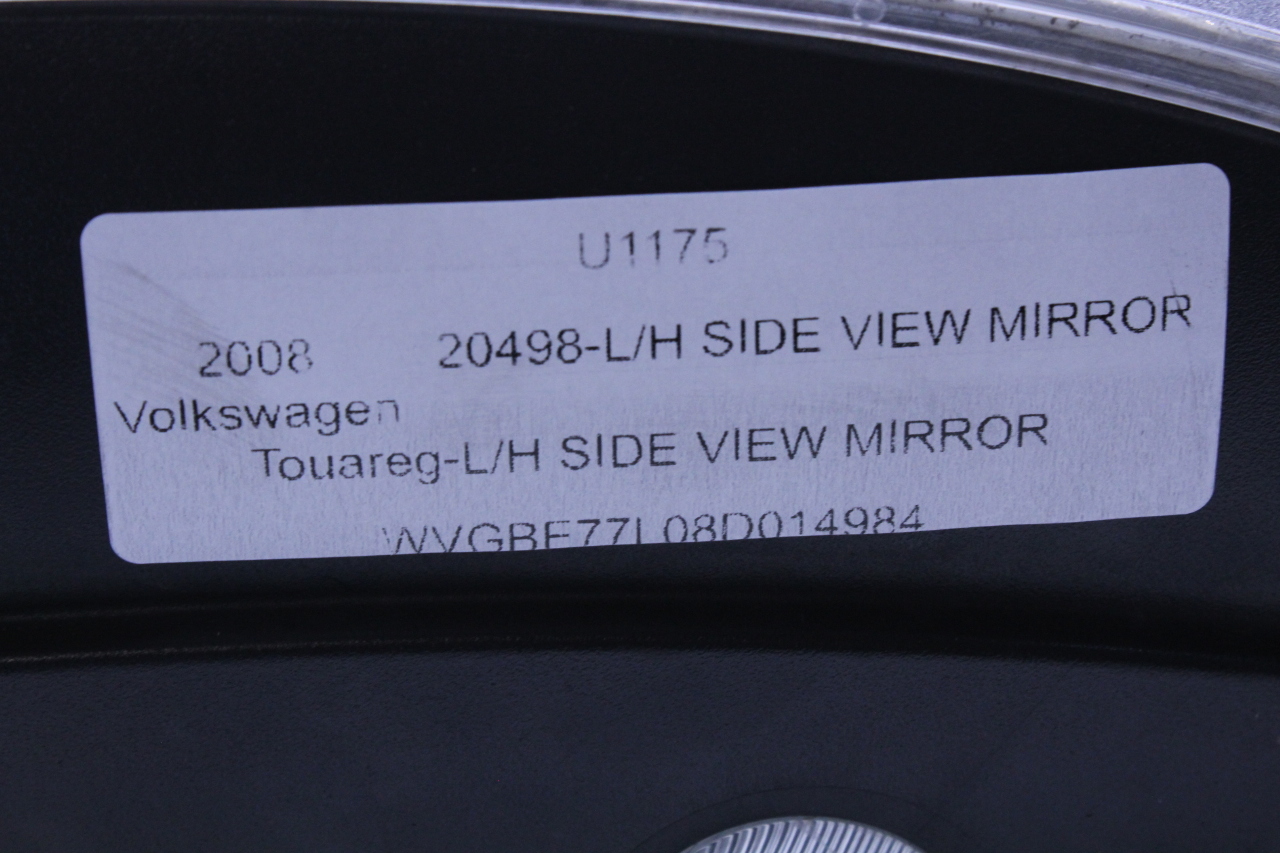 U1175
2008 20498-L/H SIDE VIEW MIRROR
Volkswagen
Touareg-L/H SIDE VIEW MIRROR
WVGBE77L08D014984